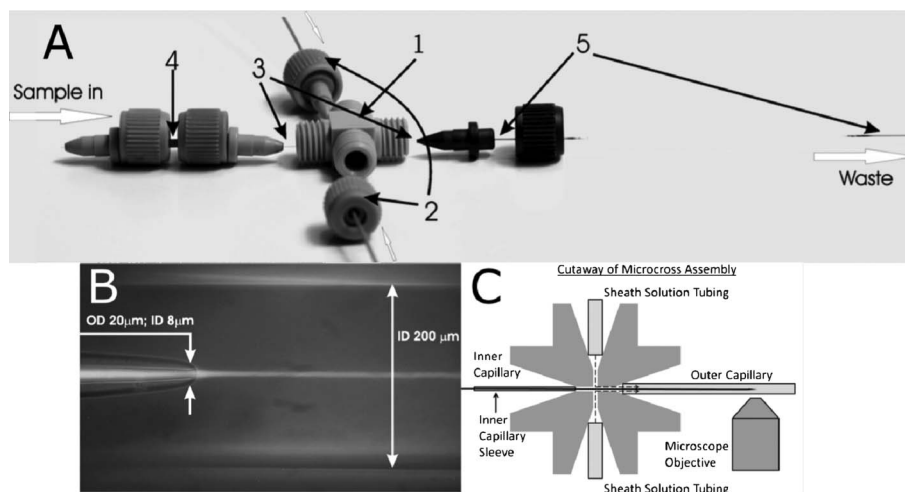 A
Sample in
4
3
1
5
2
Waste
B
OD 20μm; ID 8μm
ID 200 μm
C
Cutaway of Microcross Assembly
Sheath Solution Tubing
Inner
Capillary
Outer Capillary
Inner
Capillary
Sleeve
Microscope
Objective
Sheath Solution Tubing